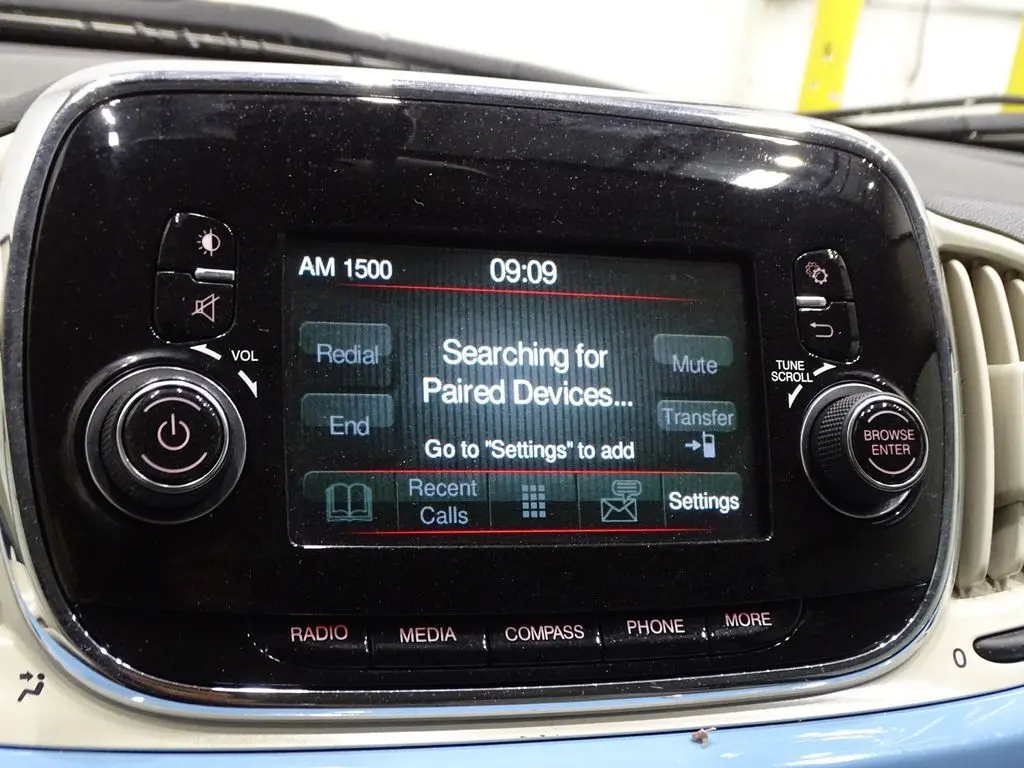 AM 1500
09:09
VOL
Redial
Searching for
Paired Devices...
Mute
TUNE
SCROLL
End
Transfer
Go to "Settings" to add
BROWSE
ENTER
Recent
Calls
Settings
RADIO
MEDIA
COMPASS
PHONE
MORE
0